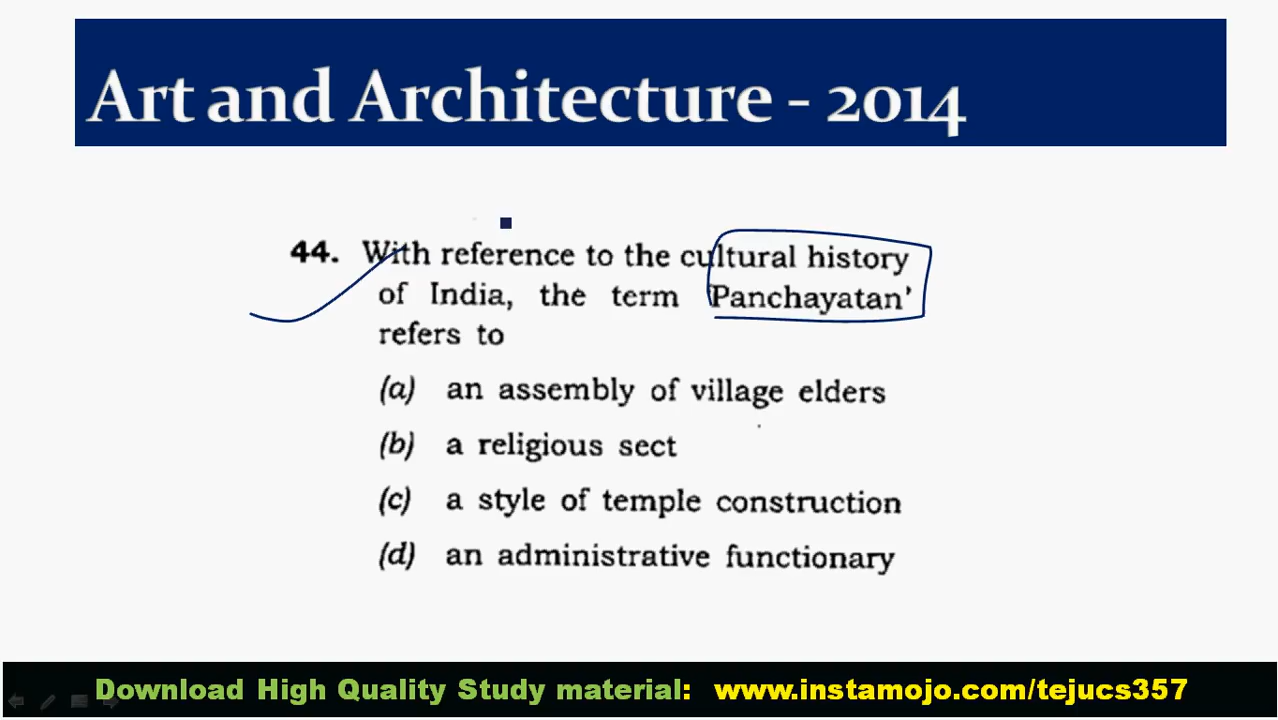 Art and Architecture - 2014
44. With reference to the cultural history
of India, the term 'Panchayatan'
refers to
(a) an assembly of village elders
(b) a religious sect
(c) a style of temple construction
(d) an administrative functionary
Download High Quality Study material: www.instamojo.com/tejucs357